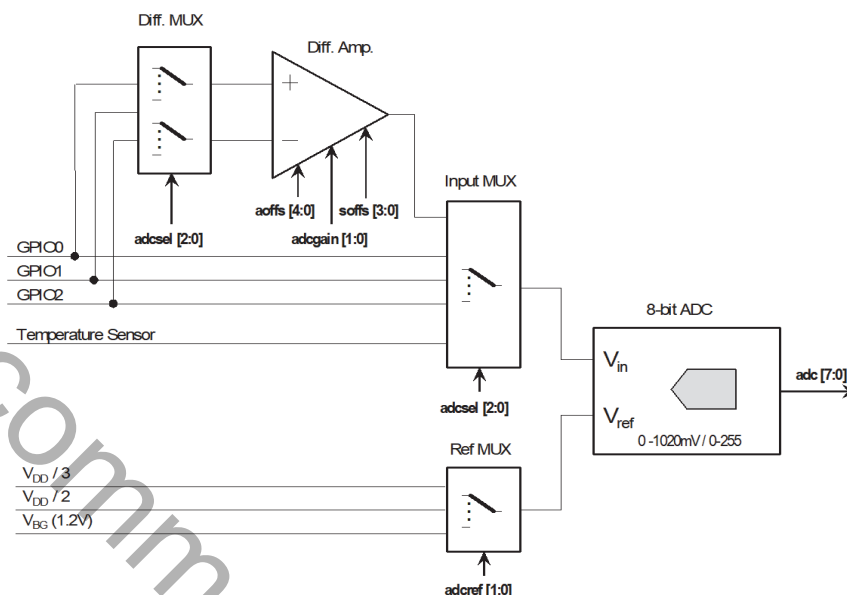 Diff. MUX
Diff. Amp.
+
−
Input MUX
aoffs [4:0] soffs [3:0]
adcsel [2:0]
adcgain [1:0]
GPIO0
GPIO1
GPIO2
Temperature Sensor
8-bit ADC
Vin
adc [7:0]
adcsel [2:0]
Vref
0 -1020mV / 0-255
Ref MUX
VDD / 3
VDD / 2
VBG (1.2V)
adcref [1:0]
.comm